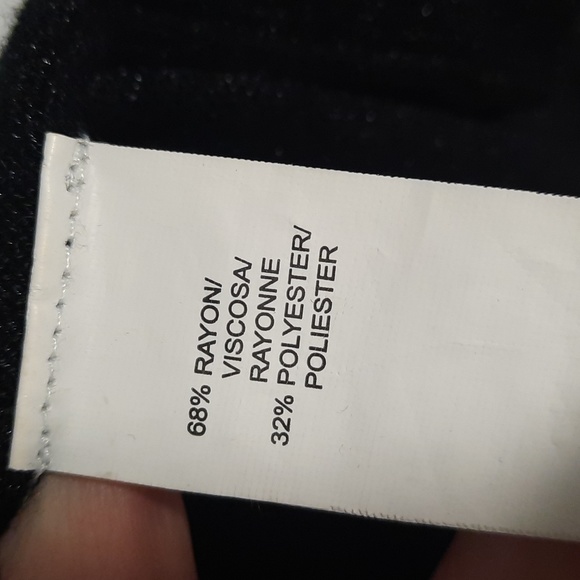 68% RAYON/
VISCOSA/
RAYONNE
32% POLYESTER/
POLIESTER